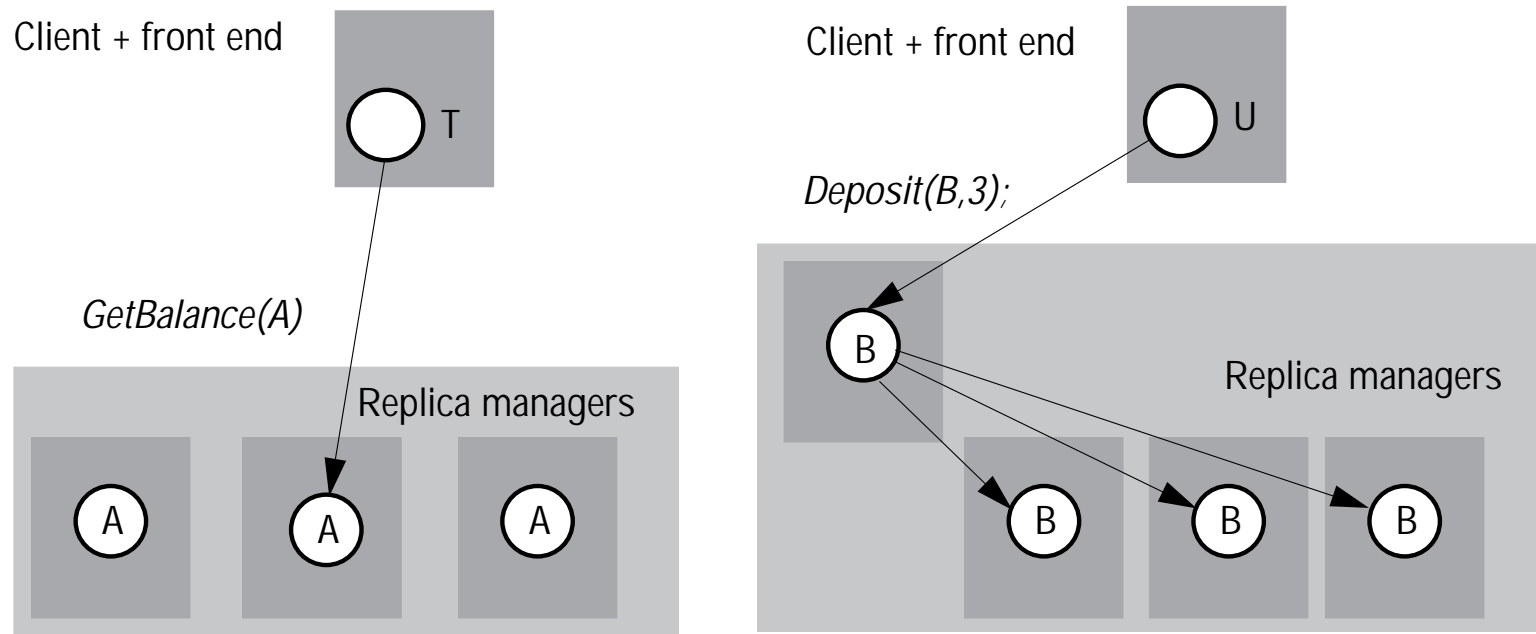 Client + front end
T
GetBalance(A)
Replica managers
A
A
A
Client + front end
U
Deposit(B,3);
B
Replica managers
B
B
B